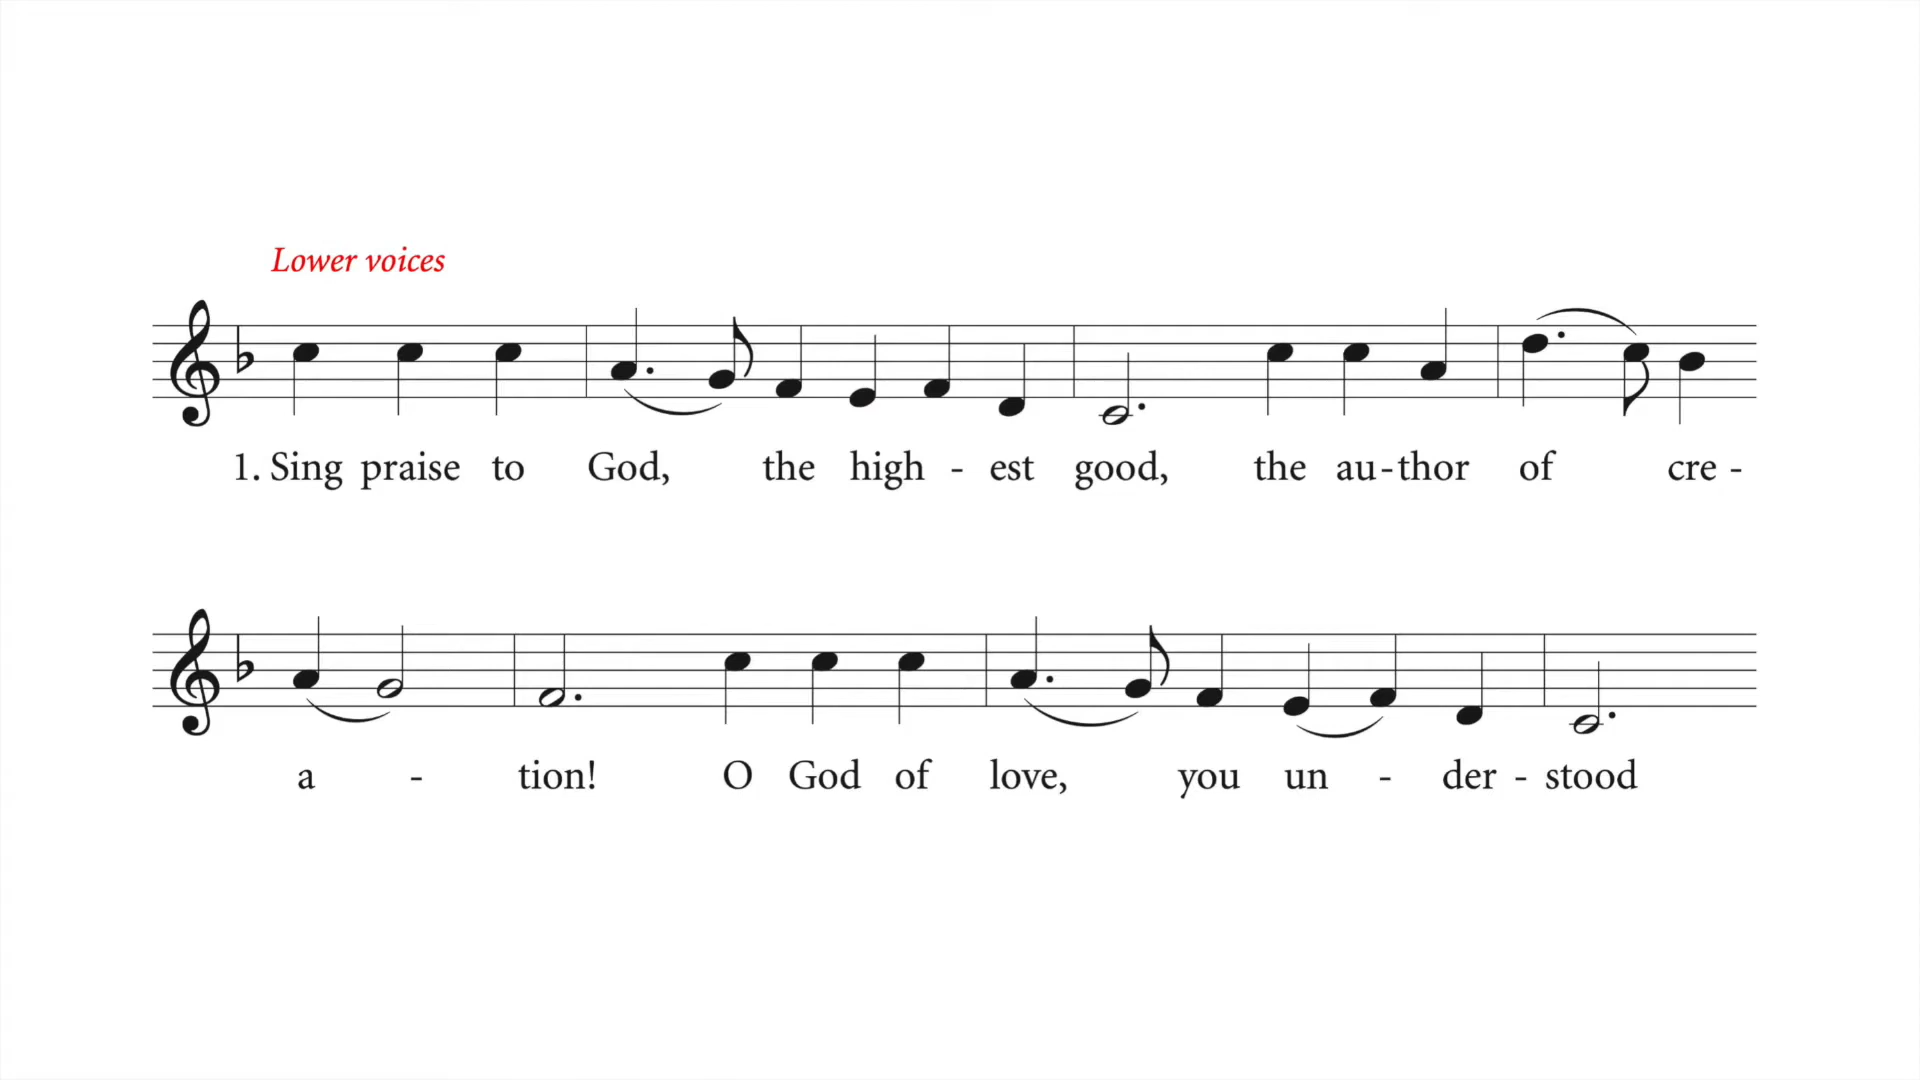 Lower voices
1. Sing praise to God, the high - est good, the au - thor of cre -
a - tion! O God of love, you un - der - stood